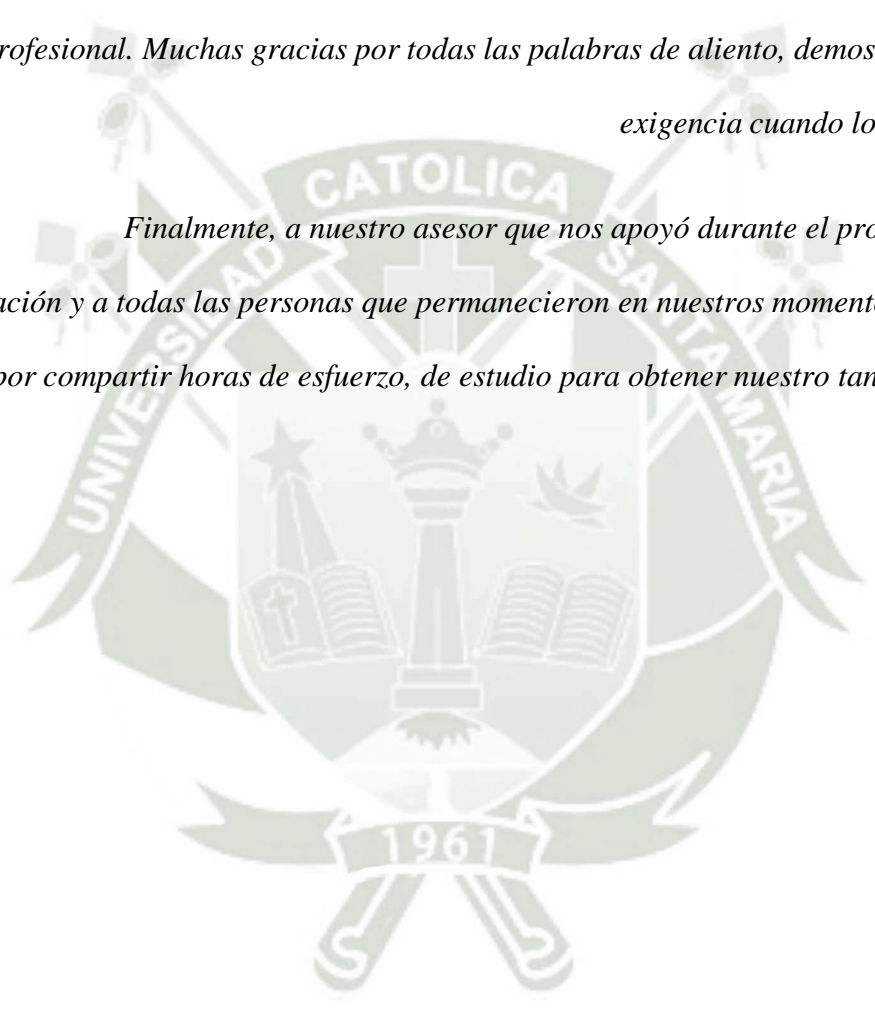 rofesional. Muchas gracias por todas las palabras de aliento, demos
exigencia cuando lo
Finalmente, a nuestro asesor que nos apoyó durante el pro
ación y a todas las personas que permanecieron en nuestros momento
por compartir horas de esfuerzo, de estudio para obtener nuestro tan
UNIVERSIDAD CATOLICA SANTA MARIA
1961